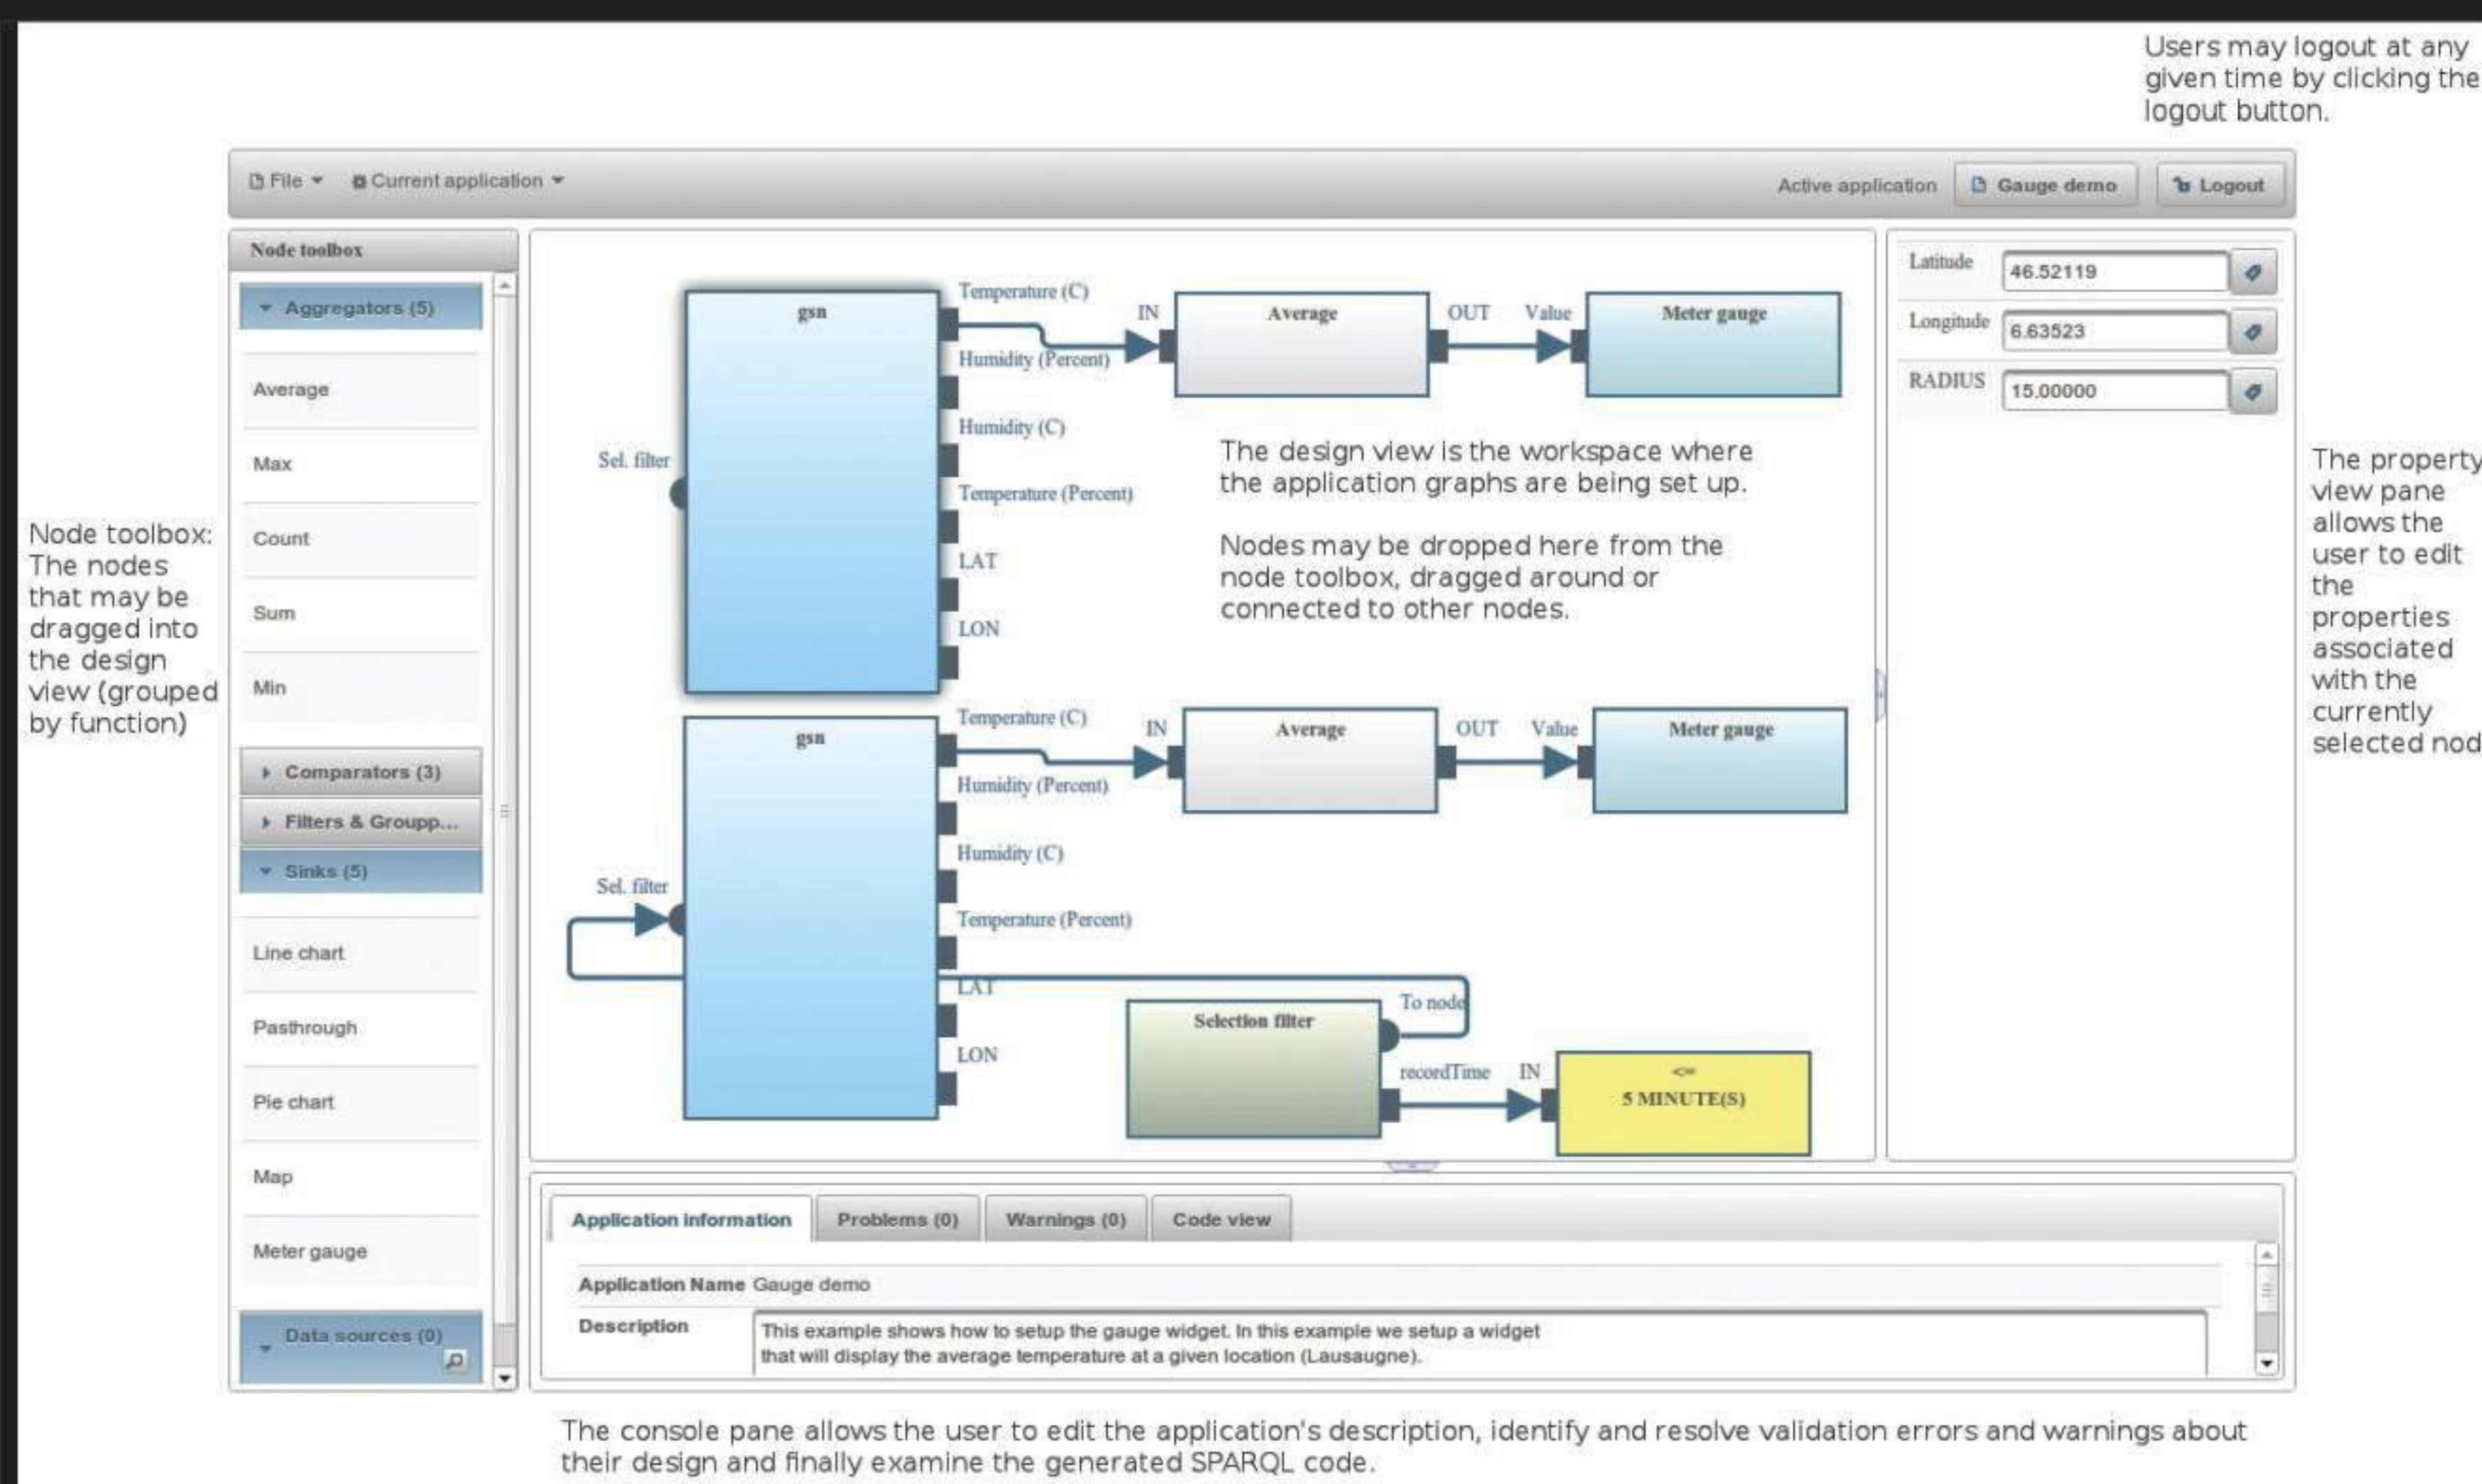 Users may logout at any
given time by clicking the
logout button.
File
Current application
Active application
Gauge demo
Logout
Node toolbox
Aggregators (5)
Average
Max
Count
Sum
Min
Comparators (3)
Filters & Groupp...
Sinks (5)
Line chart
Pasthrough
Pie chart
Map
Meter gauge
Data sources (0)
Node toolbox:
The nodes
that may be
dragged into
the design
view (grouped
by function)
gsn
Sel. filter
Temperature (C)
Humidity (Percent)
Humidity (C)
Temperature (Percent)
LAT
LON
IN
Average
OUT
Value
Meter gauge
The design view is the workspace where
the application graphs are being set up.
Nodes may be dropped here from the
node toolbox, dragged around or
connected to other nodes.
gsn
Sel. filter
Temperature (C)
Humidity (Percent)
Humidity (C)
Temperature (Percent)
LAT
LON
IN
Average
OUT
Value
Meter gauge
Selection filter
To node
recordTime
IN
<=
5 MINUTE(S)
Latitude 46.52119
Longitude 6.63523
RADIUS 15.00000
The property
view pane
allows the
user to edit
the
properties
associated
with the
currently
selected nod
Application information
Problems (0)
Warnings (0)
Code view
Application Name Gauge demo
Description
This example shows how to setup the gauge widget. In this example we setup a widget
that will display the average temperature at a given location (Lausaugne).
The console pane allows the user to edit the application's description, identify and resolve validation errors and warnings about
their design and finally examine the generated SPARQL code.